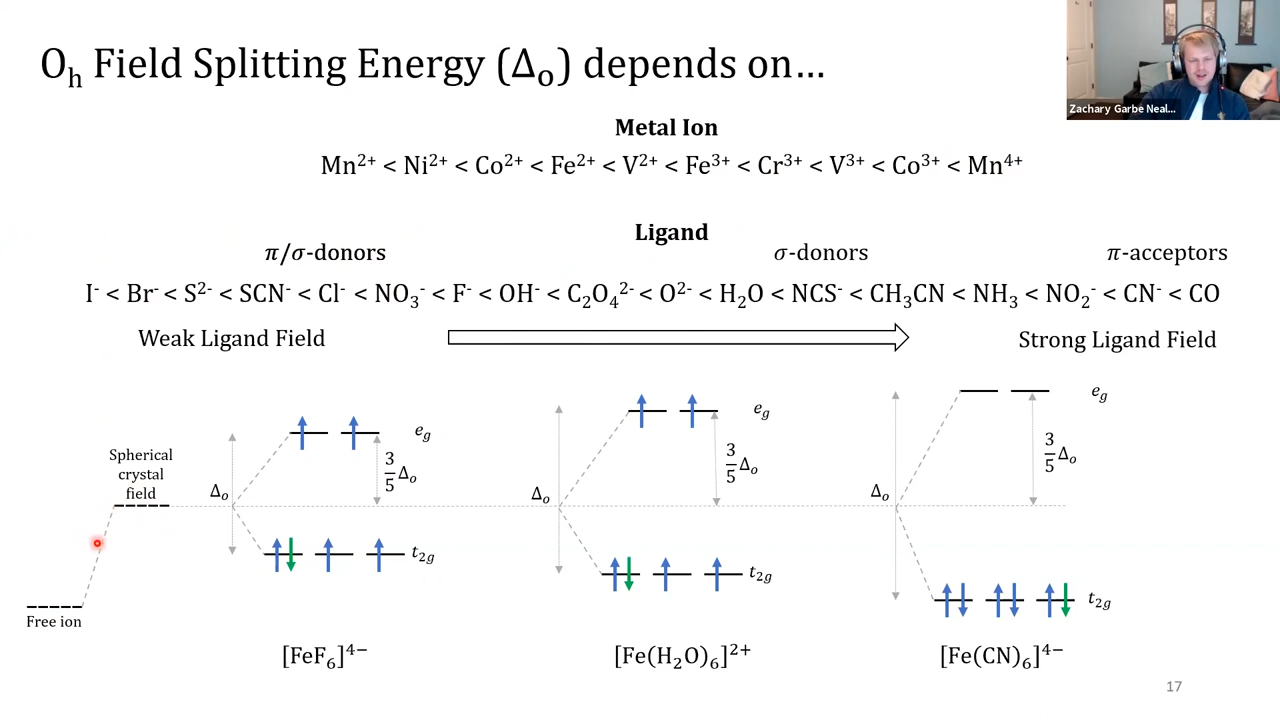 Oₕ Field Splitting Energy (Δₒ) depends on…
Zachary Garbe Neal...
Metal Ion
Mn²⁺ < Ni²⁺ < Co²⁺ < Fe²⁺ < V²⁺ < Fe³⁺ < Cr³⁺ < V³⁺ < Co³⁺ < Mn⁴⁺
Ligand
π/σ-donors
σ-donors
π-acceptors
I⁻ < Br⁻ < S²⁻ < SCN⁻ < Cl⁻ < NO₃⁻ < F⁻ < OH⁻ < C₂O₄²⁻ < O²⁻ < H₂O < NCS⁻ < CH₃CN < NH₃ < NO₂⁻ < CN⁻ < CO
Weak Ligand Field
Strong Ligand Field
Free ion
Spherical
crystal
field
Δₒ
e_g
3/5 Δₒ
t₂g
[FeF₆]⁴⁻
Δₒ
e_g
3/5 Δₒ
t₂g
[Fe(H₂O)₆]²⁺
Δₒ
e_g
3/5 Δₒ
t₂g
[Fe(CN)₆]⁴⁻
17